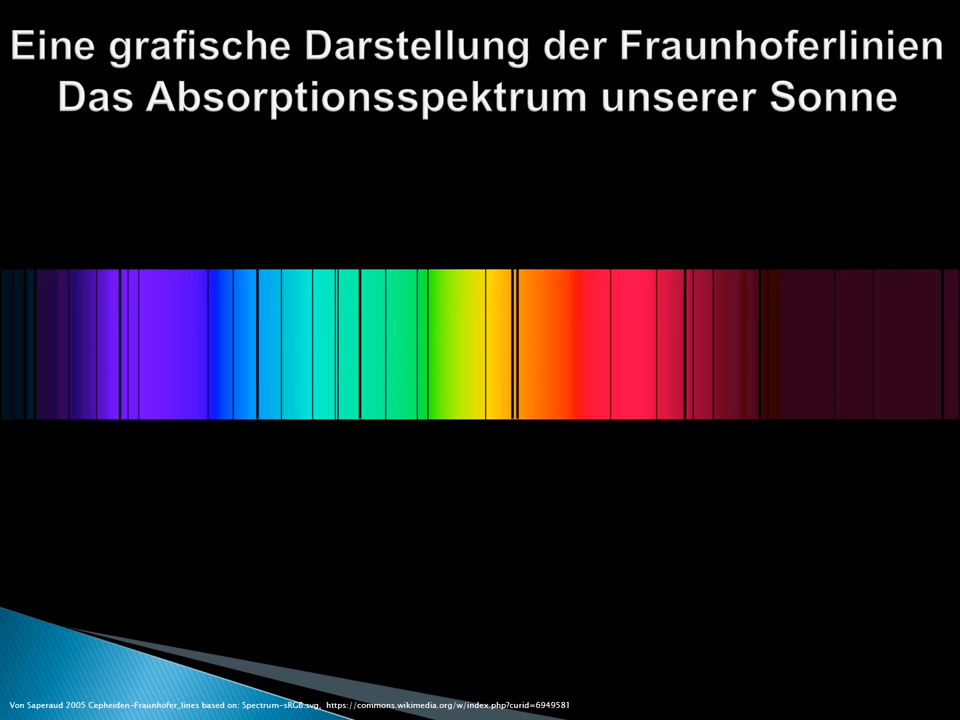 Eine grafische Darstellung der Fraunhoferlinien
Das Absorptionsspektrum unserer Sonne
Von Saperaud 2005 Cepheiden-Fraunhofer_lines based on: Spectrum-sRGB.svg, https://commons.wikimedia.org/w/index.php?curid=6949581